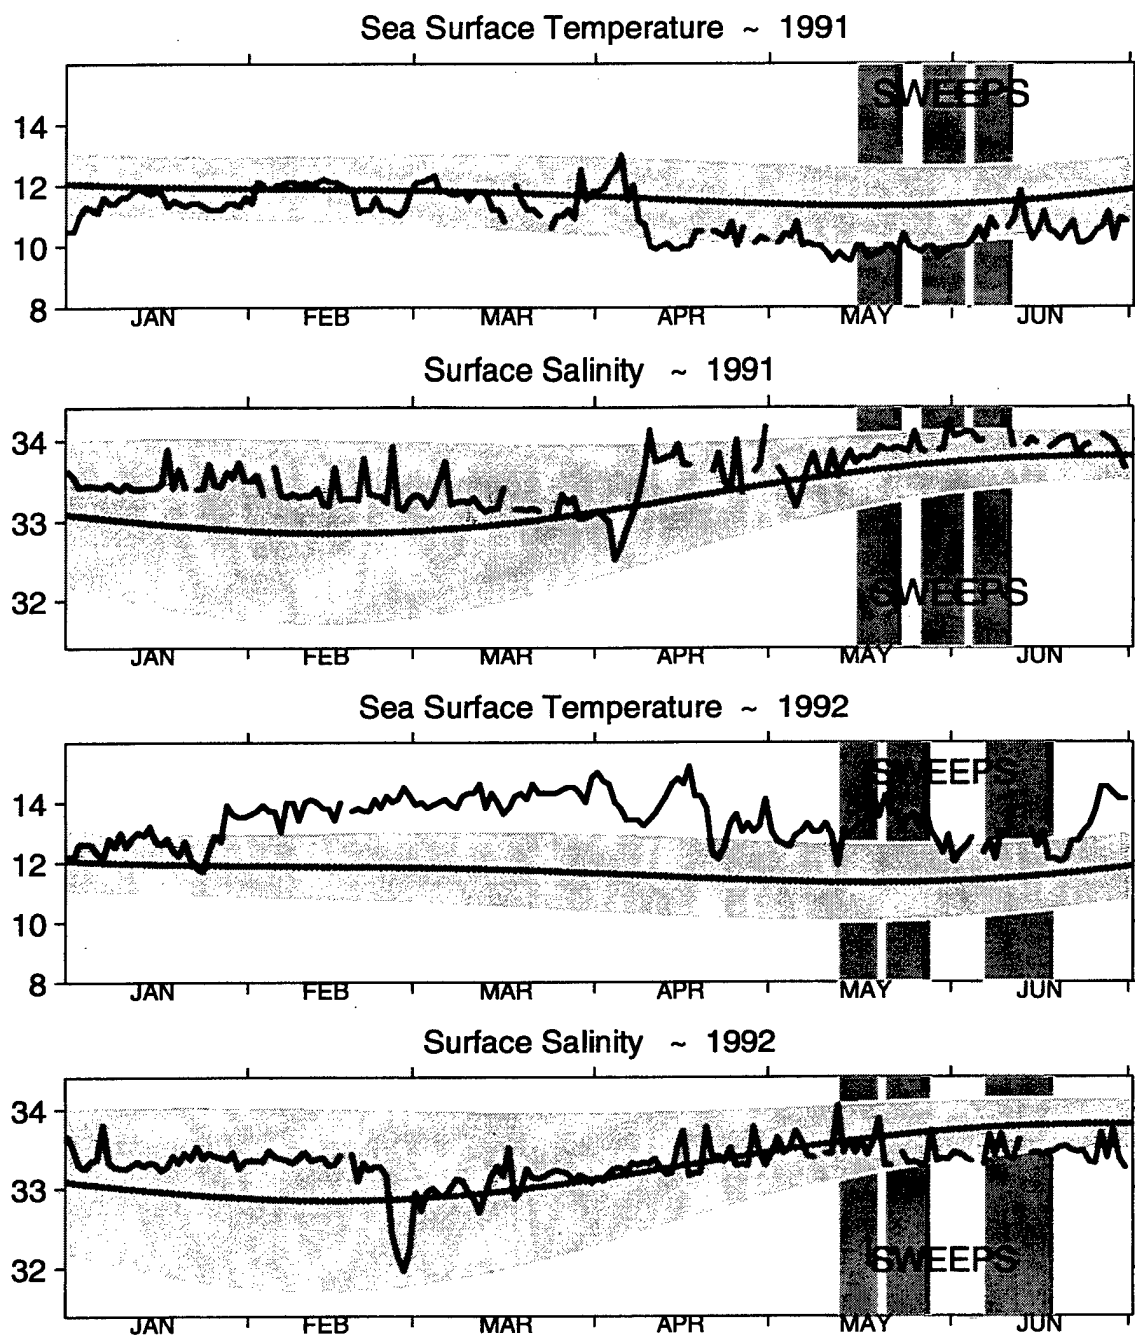 Sea Surface Temperature ~ 1991
SWEEPS
14
12
10
8
JAN FEB MAR APR MAY JUN
Surface Salinity ~ 1991
34
33
32
SWEEPS
JAN FEB MAR APR MAY JUN
Sea Surface Temperature ~ 1992
SWEEPS
14
12
10
8
JAN FEB MAR APR MAY JUN
Surface Salinity ~ 1992
34
33
32
SWEEPS
JAN FEB MAR APR MAY JUN